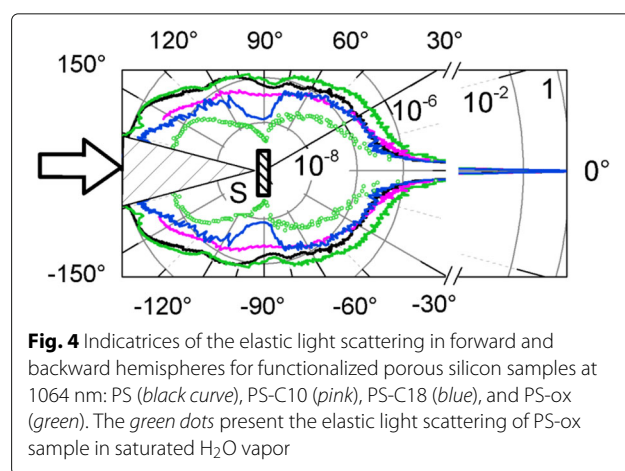 120° 90° 60° 30°
150°
10⁻⁶ 10⁻² 1
10⁻⁸
S
0°
-150°
-120° -90° -60° -30°
Fig. 4 Indicatrices of the elastic light scattering in forward and
backward hemispheres for functionalized porous silicon samples at
1064 nm: PS (black curve), PS-C10 (pink), PS-C18 (blue), and PS-ox
(green). The green dots present the elastic light scattering of PS-ox
sample in saturated H₂O vapor